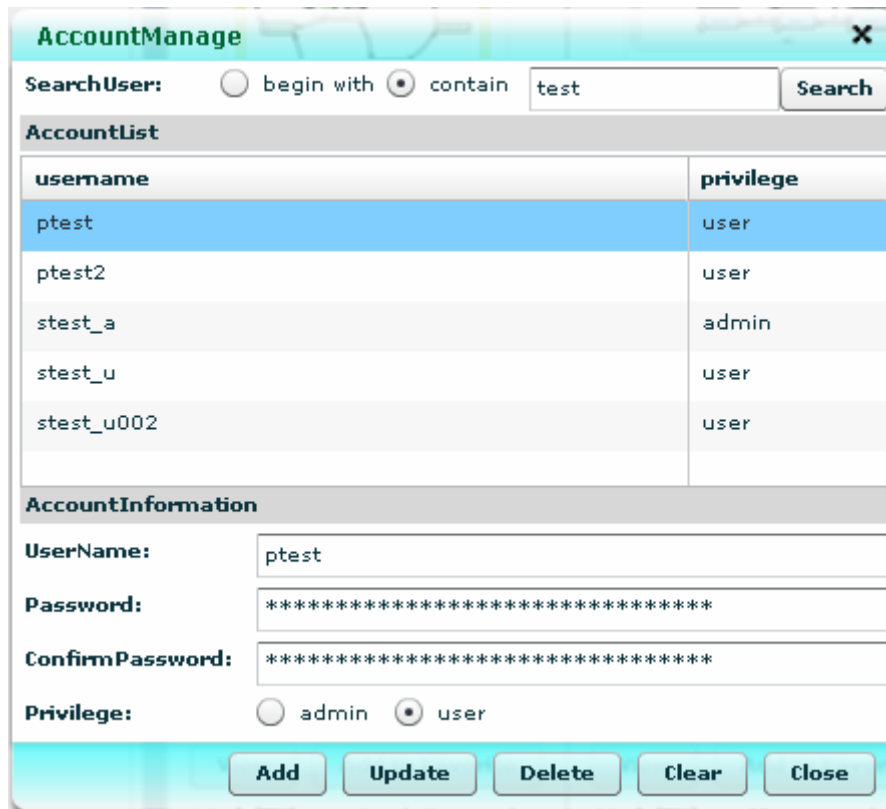 AccountManage
SearchUser: begin with contain test Search
AccountList
username privilege
ptest user
ptest2 user
stest_a admin
stest_u user
stest_u002 user
AccountInformation
UserName: ptest
Password: ********************************
ConfirmPassword: ********************************
Privilege: admin user
Add Update Delete Clear Close